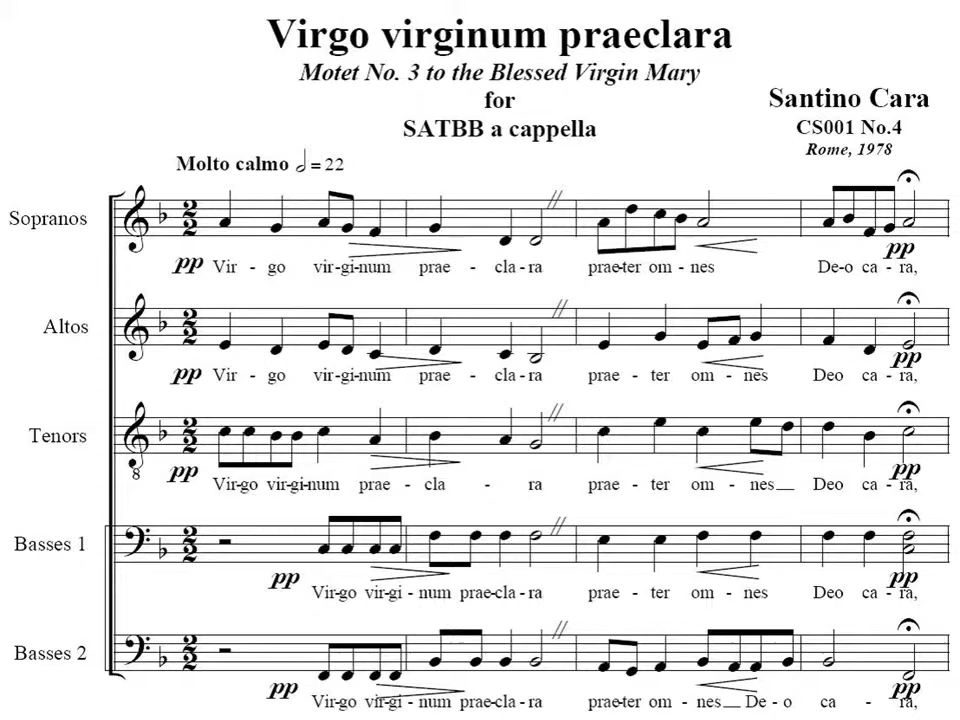 Virgo virginum praeclara
Motet No. 3 to the Blessed Virgin Mary
for
SATBB a cappella
Santino Cara
CS001 No.4
Rome, 1978
Molto calmo 𝅗𝅥 = 22
Sopranos
pp
pp
Vir - go vir-gi-num prae - cla - ra prae-ter om - nes De-o ca - ra,
Altos
pp
pp
Vir - go vir-gi-num prae - cla - ra prae - ter om - nes Deo ca - ra,
Tenors
8
pp
pp
Vir-go vir-gi-num prae - cla - ra prae - ter om - nes__ Deo ca - ra,
Basses 1
pp
pp
Vir-go vir-gi - num prae-cla - ra prae - ter om - nes Deo ca - ra,
Basses 2
pp
pp
Vir-go vir-gi - num prae-cla - ra prae-ter om - nes__ De - o ca - ra,